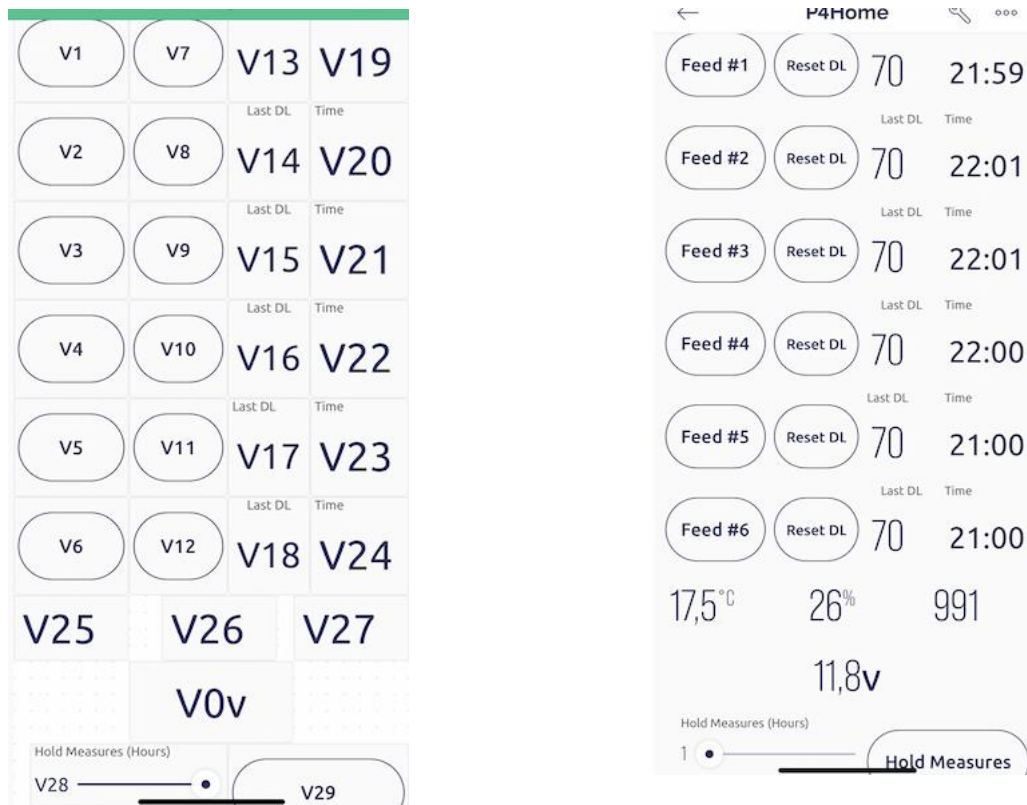 V1 V7 V13 V19
Last DL Time
V2 V8 V14 V20
Last DL Time
V3 V9 V15 V21
Last DL Time
V4 V10 V16 V22
Last DL Time
V5 V11 V17 V23
Last DL Time
V6 V12 V18 V24
V25 V26 V27
V0v
Hold Measures (Hours)
V28 V29
P4Home
Feed #1 Reset DL 70 21:59
Last DL Time
Feed #2 Reset DL 70 22:01
Last DL Time
Feed #3 Reset DL 70 22:01
Last DL Time
Feed #4 Reset DL 70 22:00
Last DL Time
Feed #5 Reset DL 70 21:00
Last DL Time
Feed #6 Reset DL 70 21:00
17,5°C 26% 991
11,8v
Hold Measures (Hours)
1 Hold Measures